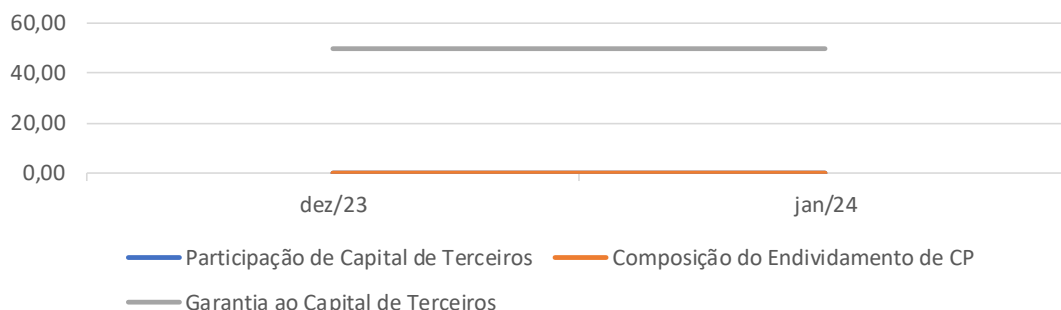 60,00
40,00
20,00
0,00
dez/23 jan/24
Participação de Capital de Terceiros Composição do Endividamento de CP
Garantia ao Capital de Terceiros